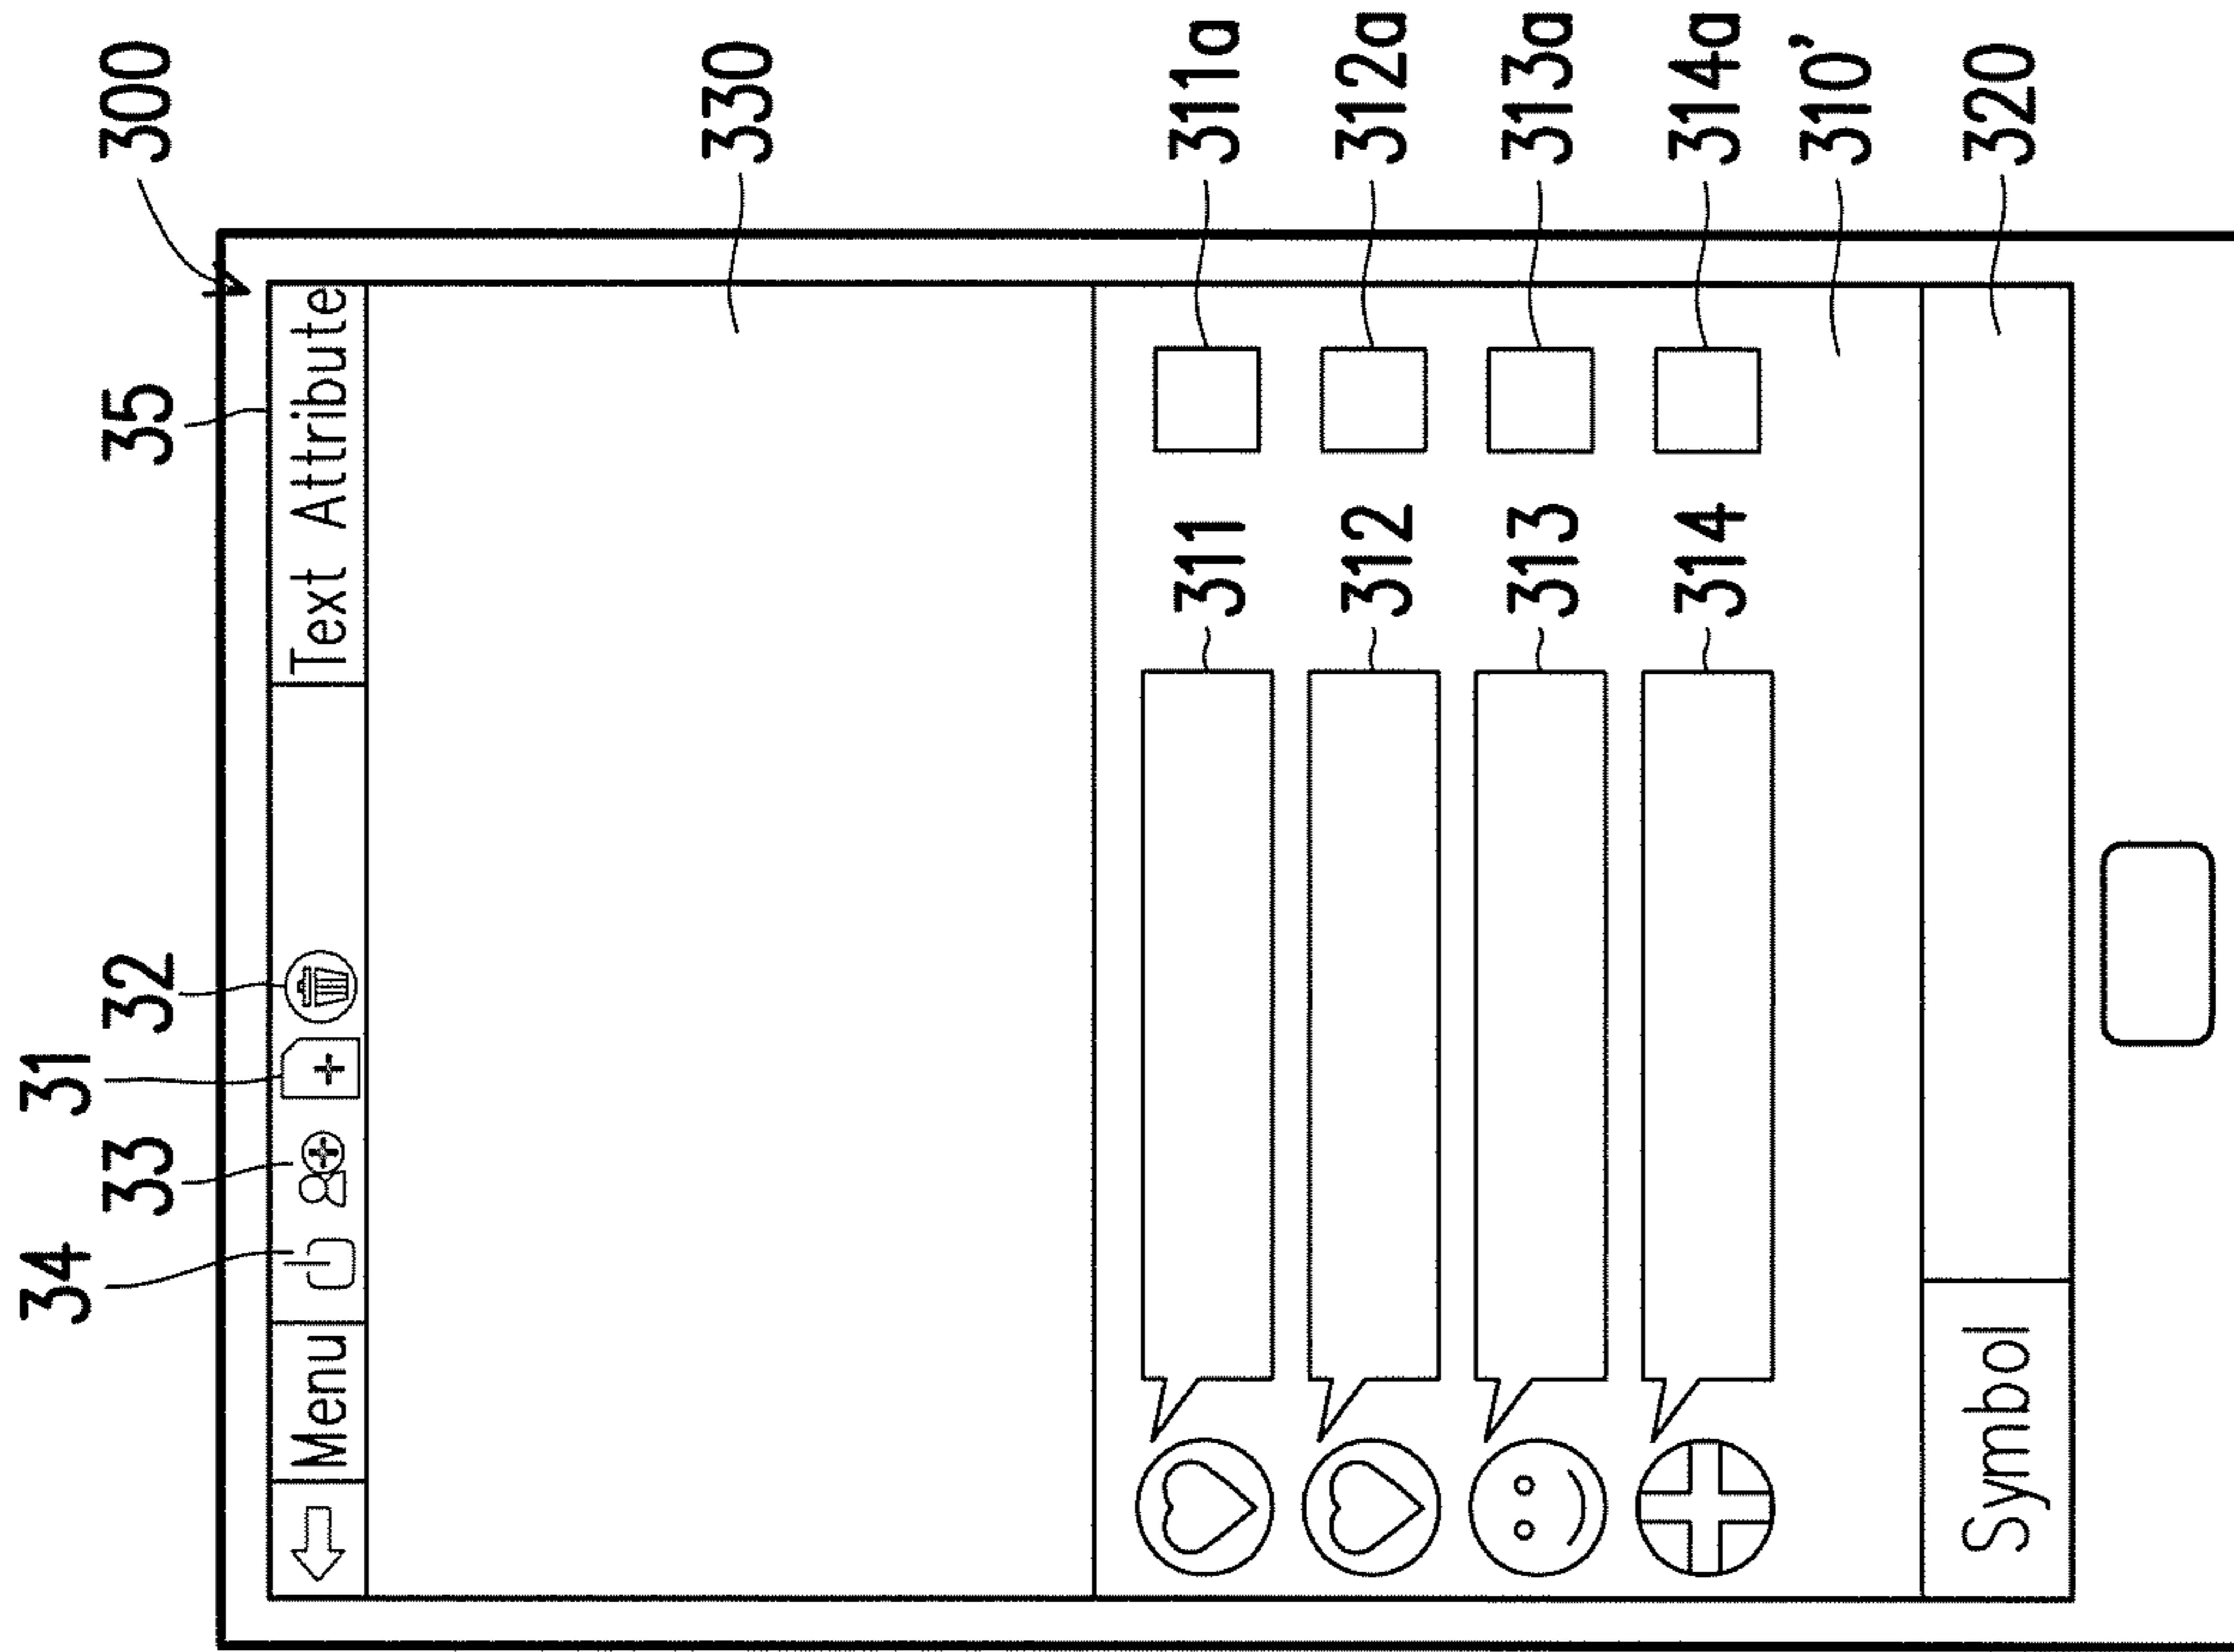 34 31
33 32 35 300
Menu Text Attribute
330
311 311a
312 312a
313 313a
314 314a
310'
Symbol 320